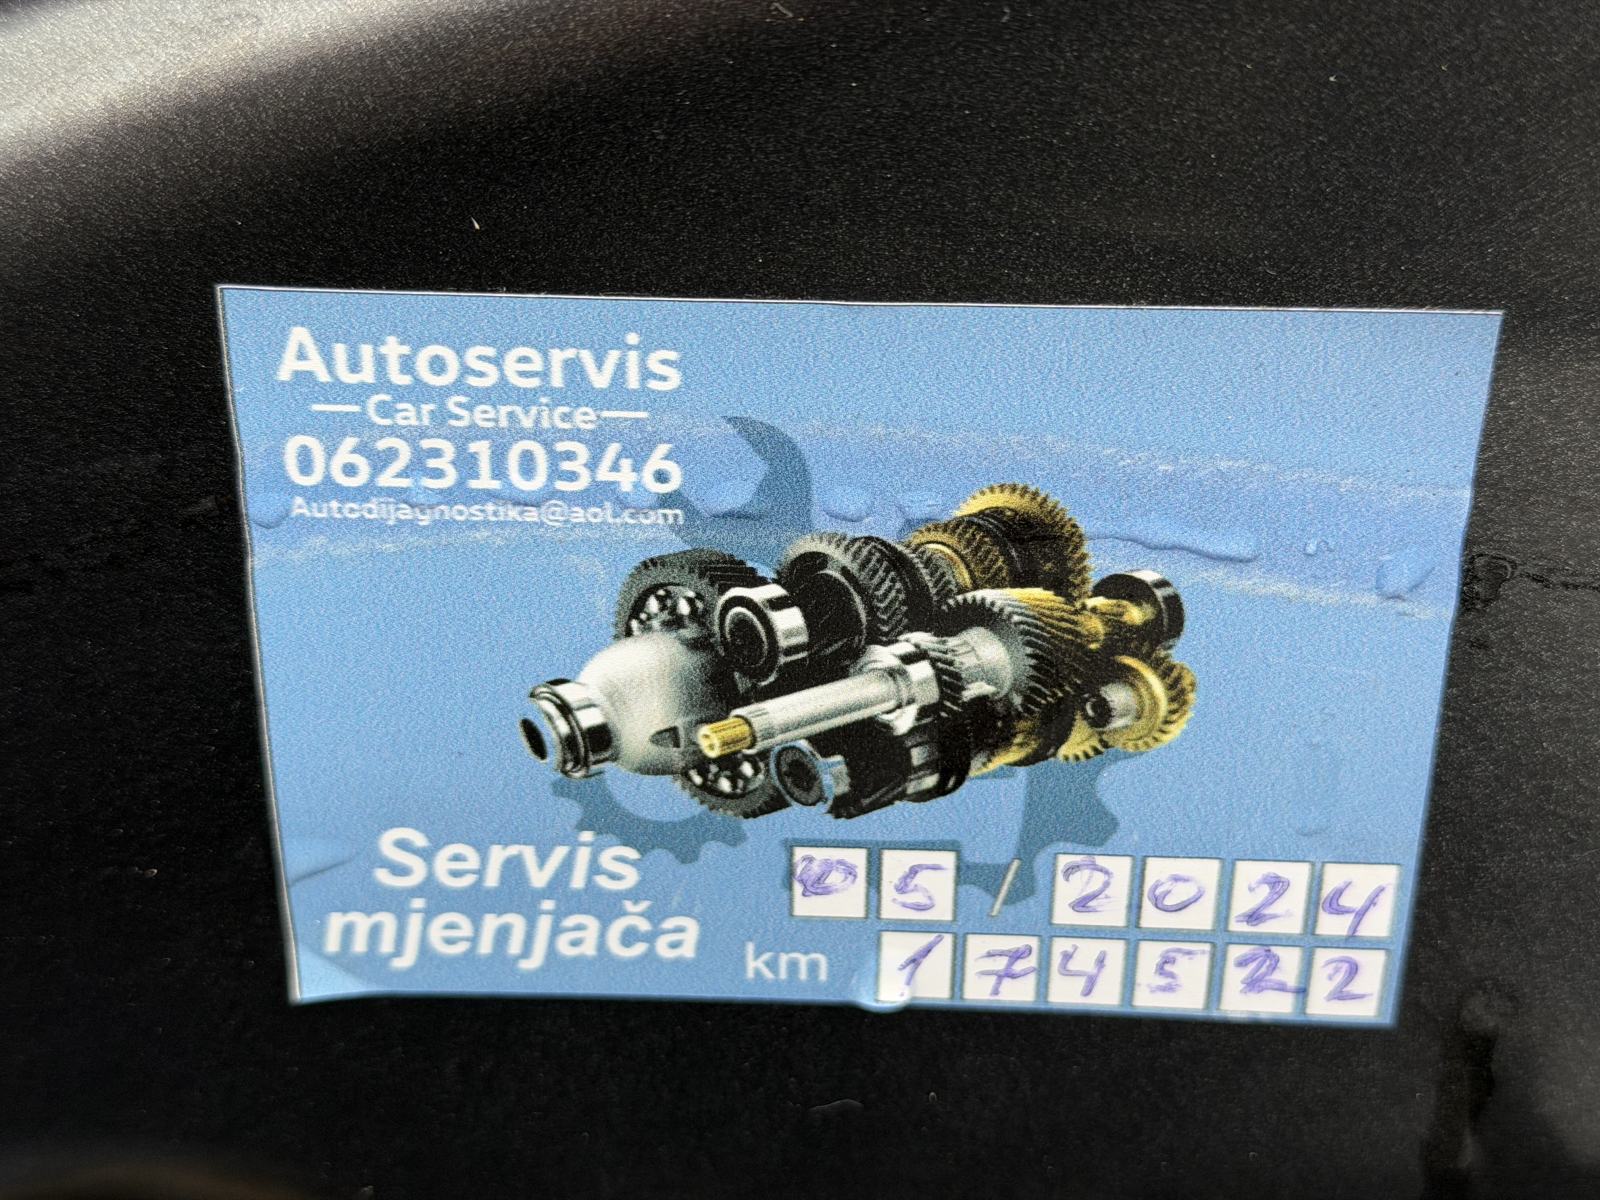 Autoservis
Car Service
062310346
Autodijagnostika@aol.com
Servis
mjenjača
05/2024
km 174522